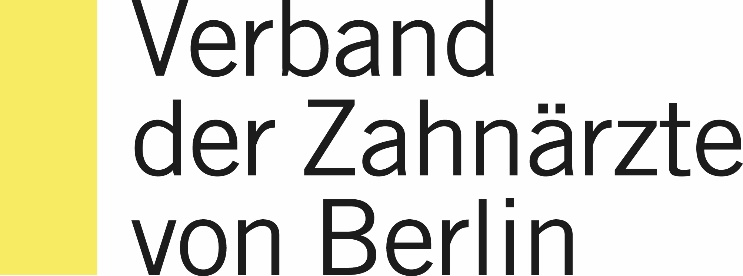 Verband
der Zahnärzte
von Berlin